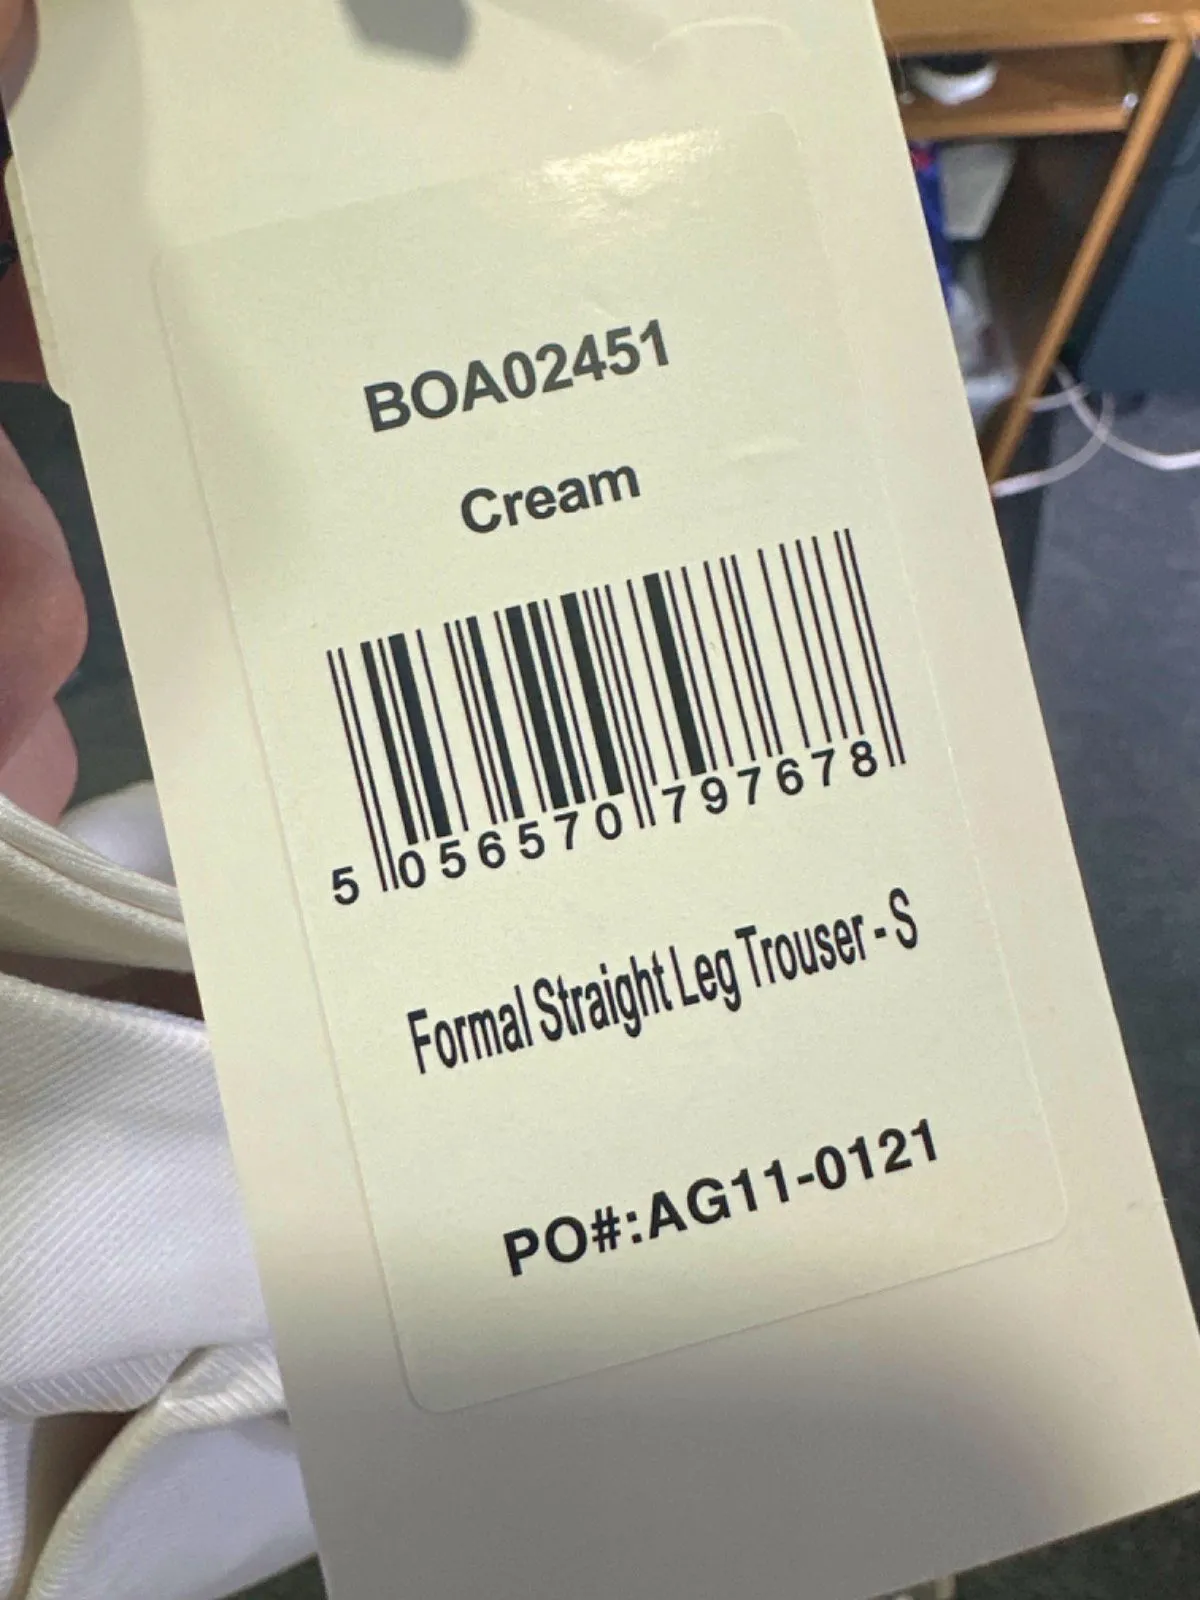 BOA02451
Cream
5 056570 797678
Formal Straight Leg Trouser - S
PO#:AG11-0121